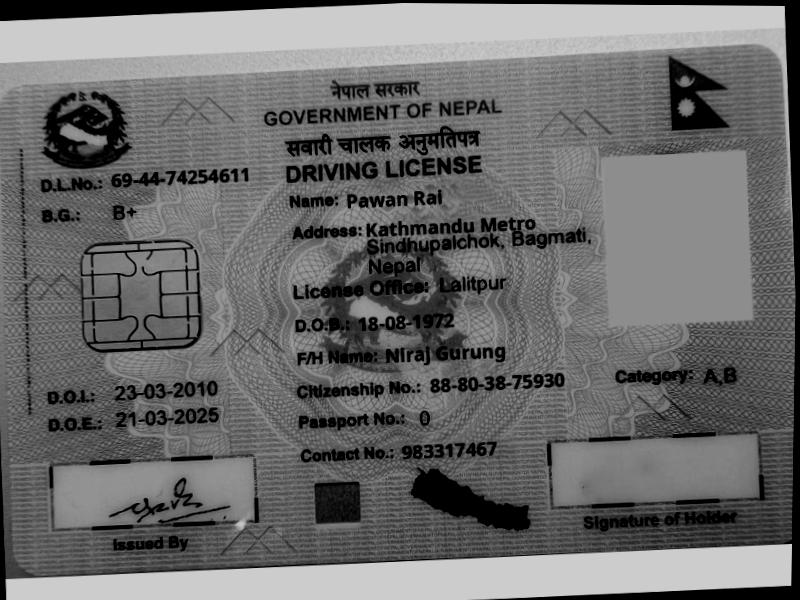 नेपाल सरकार
GOVERNMENT OF NEPAL
सवारी चालक अनुमतिपत्र
DRIVING LICENSE
D.L.No.: 69-44-74254611
B.G.: B+
Name: Pawan Rai
Address: Kathmandu Metro
Sindhupalchok, Bagmati,
Nepal
License Office: Lalitpur
D.O.B.: 18-08-1972
F/H Name: Niraj Gurung
Citizenship No.: 88-80-38-75930
Passport No.: 0
Contact No.: 983317467
D.O.I.: 23-03-2010
D.O.E.: 21-03-2025
Category: A,B
Issued By
Signature of Holder